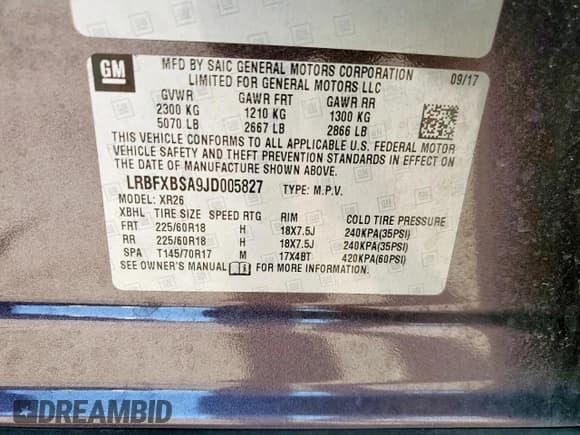 GM
MFD BY SAIC GENERAL MOTORS CORPORATION
LIMITED FOR GENERAL MOTORS LLC
09/17
GVWR GAWR FRT GAWR RR
2300 KG 1210 KG 1300 KG
5070 LB 2667 LB 2866 LB
THIS VEHICLE CONFORMS TO ALL APPLICABLE U.S. FEDERAL MOTOR
VEHICLE SAFETY AND THEFT PREVENTION STANDARDS IN EFFECT ON
THE DATE OF MANUFACTURE SHOWN ABOVE.
LRBFXBSA9JD005827 TYPE: M.P.V.
MODEL: XR26
XBHL TIRE SIZE SPEED RTG RIM COLD TIRE PRESSURE
FRT 225/60R18 H 18X7.5J 240KPA(35PSI)
RR 225/60R18 H 18X7.5J 240KPA(35PSI)
SPA T145/70R17 M 17X4BT 420KPA(60PSI)
SEE OWNER'S MANUAL FOR MORE INFORMATION
DREAMBID